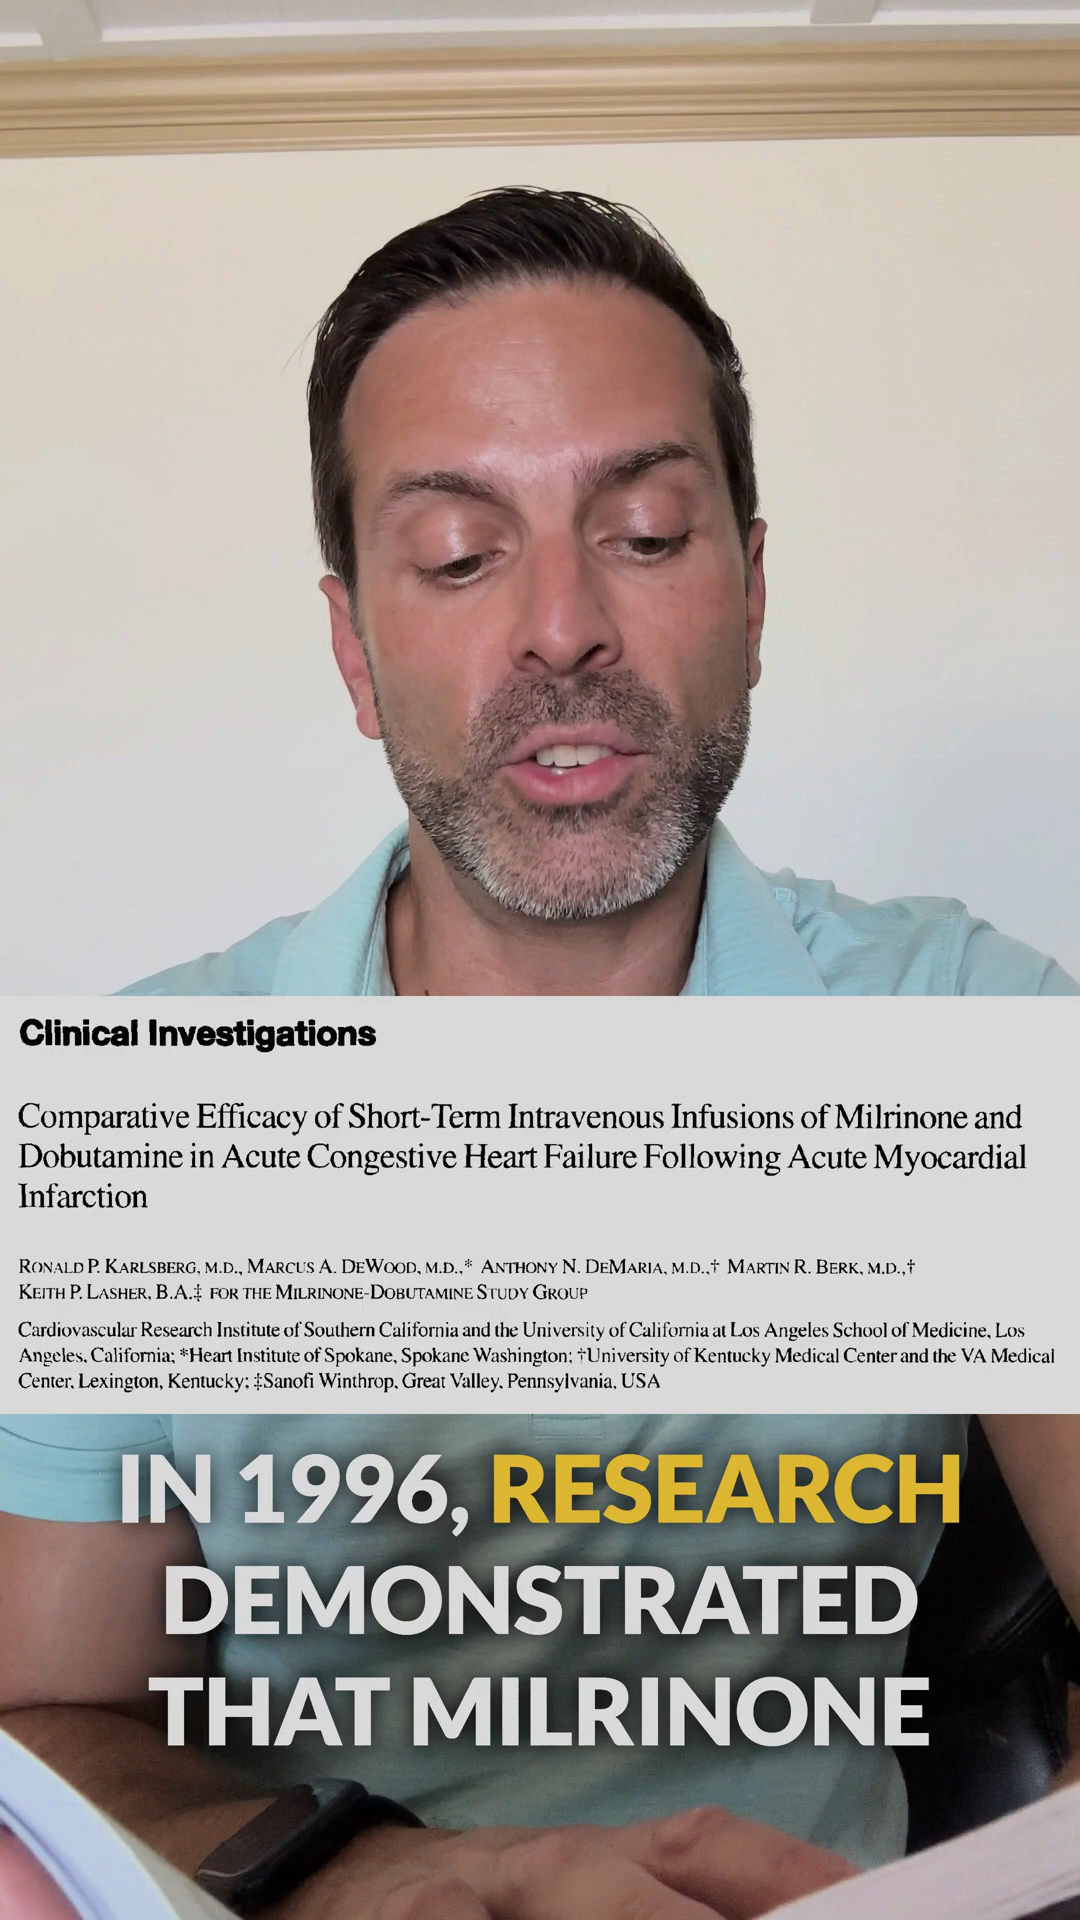 Clinical Investigations
Comparative Efficacy of Short-Term Intravenous Infusions of Milrinone and
Dobutamine in Acute Congestive Heart Failure Following Acute Myocardial
Infarction
RONALD P. KARLSBERG, M.D., MARCUS A. DEWOOD, M.D.,* ANTHONY N. DEMARIA, M.D.,† MARTIN R. BERK, M.D.,†
KEITH P. LASHER, B.A.‡ FOR THE MILRINONE-DOBUTAMINE STUDY GROUP
Cardiovascular Research Institute of Southern California and the University of California at Los Angeles School of Medicine, Los
Angeles, California; *Heart Institute of Spokane, Spokane Washington; †University of Kentucky Medical Center and the VA Medical
Center, Lexington, Kentucky; ‡Sanofi Winthrop, Great Valley, Pennsylvania, USA
IN 1996, RESEARCH
DEMONSTRATED
THAT MILRINONE